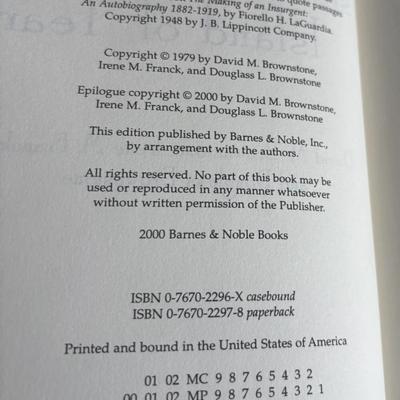 to quote passages
The Making of an Insurgent:
An Autobiography 1882-1919, by Fiorello H. LaGuardia.
Copyright 1948 by J. B. Lippincott Company.
Copyright © 1979 by David M. Brownstone,
Irene M. Franck, and Douglass L. Brownstone
Epilogue copyright © 2000 by David M. Brownstone,
Irene M. Franck, and Douglass L. Brownstone
This edition published by Barnes & Noble, Inc.,
by arrangement with the authors.
All rights reserved. No part of this book may be
used or reproduced in any manner whatsoever
without written permission of the Publisher.
2000 Barnes & Noble Books
ISBN 0-7670-2296-X casebound
ISBN 0-7670-2297-8 paperback
Printed and bound in the United States of America
01 02 MC 9 8 7 6 5 4 3 2
00 01 02 MP 9 8 7 6 5 4 3 2 1